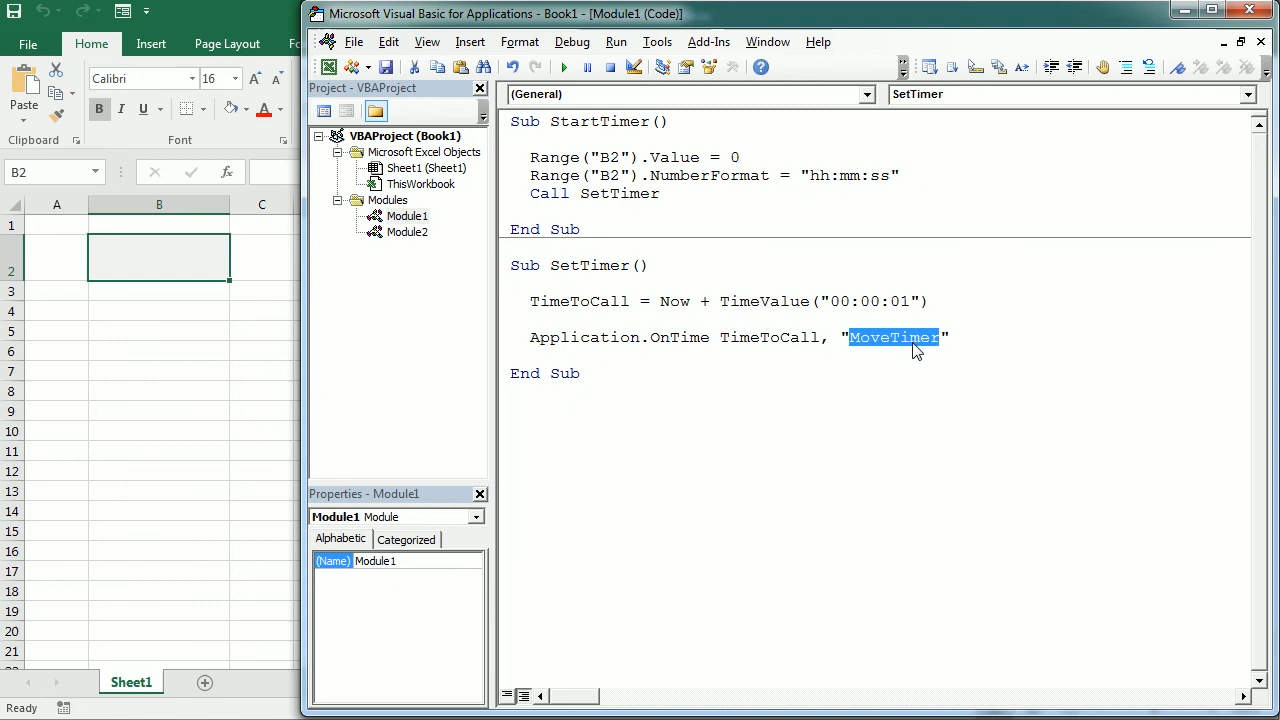 File Home Insert Page Layout Fo
Calibri 16
Paste
B I U A
Clipboard Font
B2 fx
A B C
1
2
3
4
5
6
7
8
9
10
11
12
13
14
15
16
17
18
19
20
21
Sheet1
Ready
Microsoft Visual Basic for Applications - Book1 - [Module1 (Code)]
File Edit View Insert Format Debug Run Tools Add-Ins Window Help
Project - VBAProject
VBAProject (Book1)
Microsoft Excel Objects
Sheet1 (Sheet1)
ThisWorkbook
Modules
Module1
Module2
Properties - Module1
Module1 Module
Alphabetic Categorized
(Name) Module1
(General) SetTimer
Sub StartTimer()
Range("B2").Value = 0
Range("B2").NumberFormat = "hh:mm:ss"
Call SetTimer
End Sub
Sub SetTimer()
TimeToCall = Now + TimeValue("00:00:01")
Application.OnTime TimeToCall, "MoveTimer"
End Sub